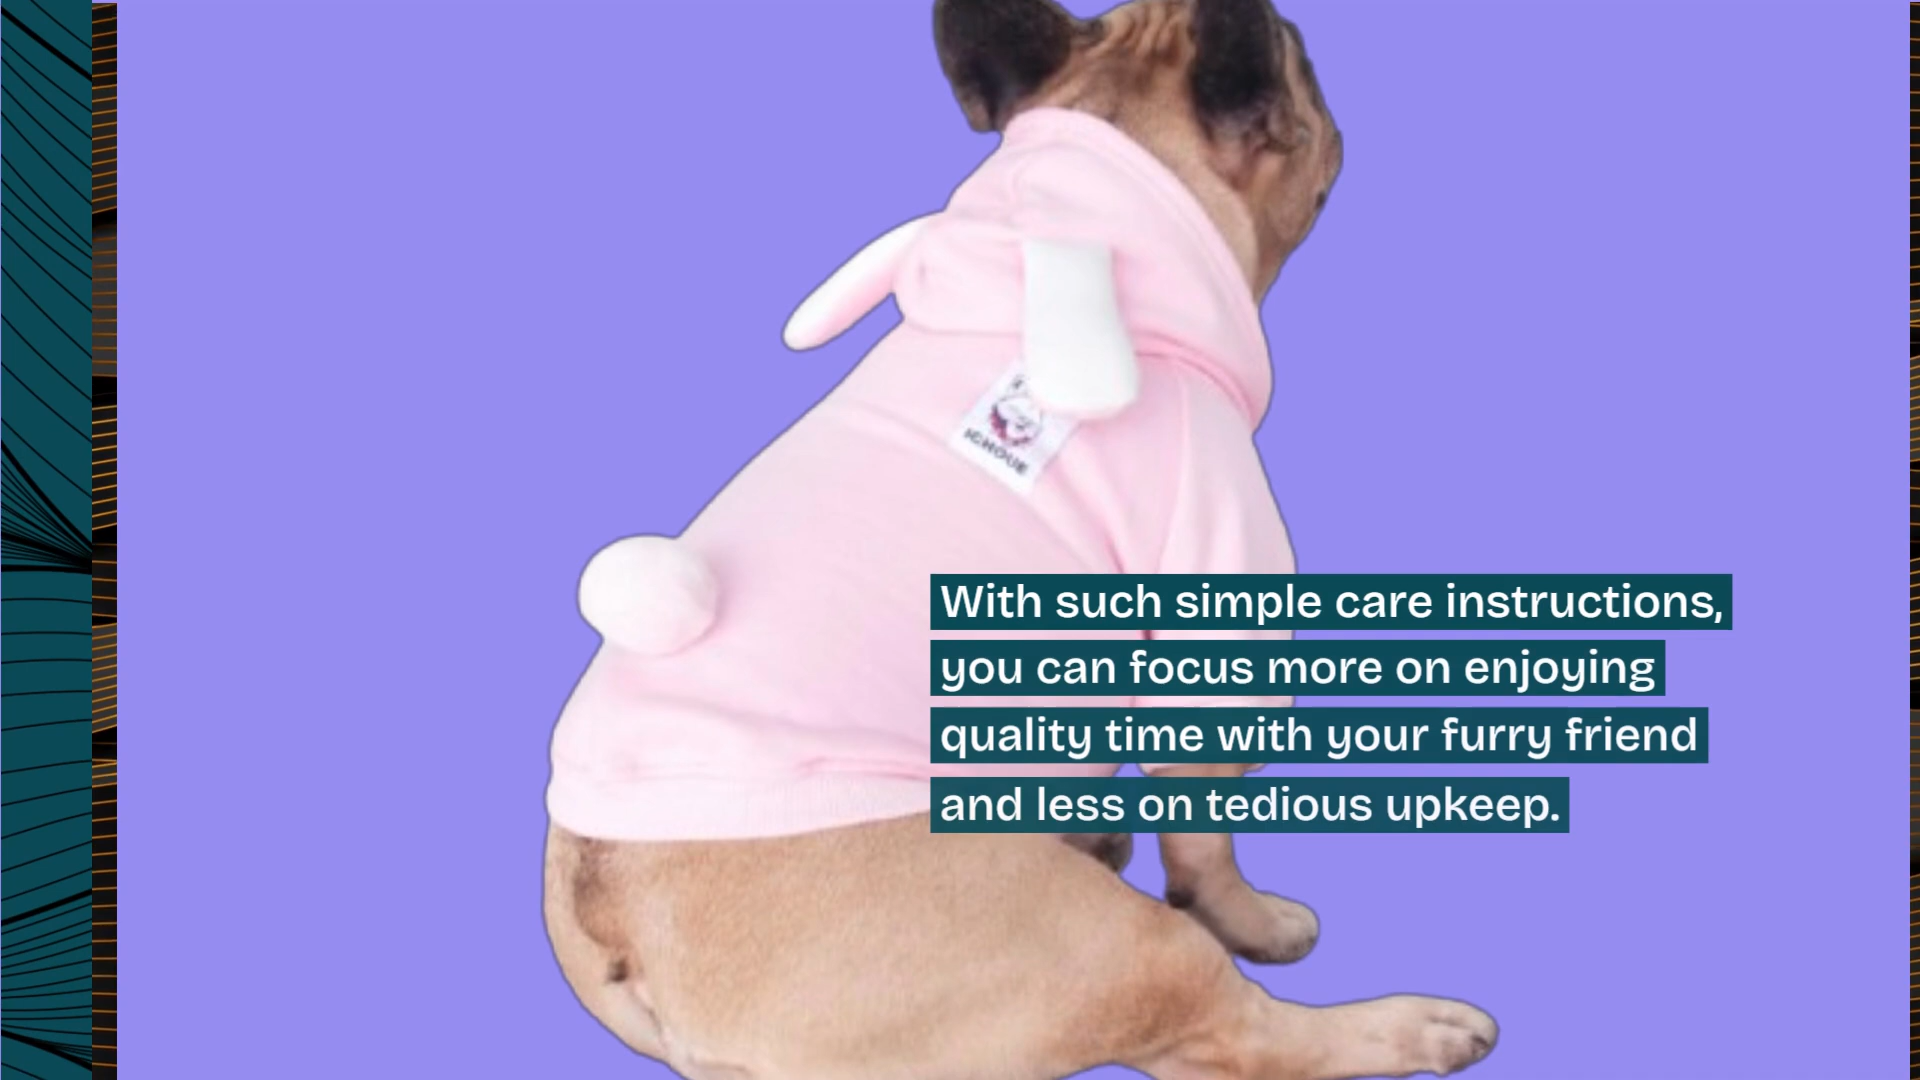 ICHOUE
With such simple care instructions,
you can focus more on enjoying
quality time with your furry friend
and less on tedious upkeep.